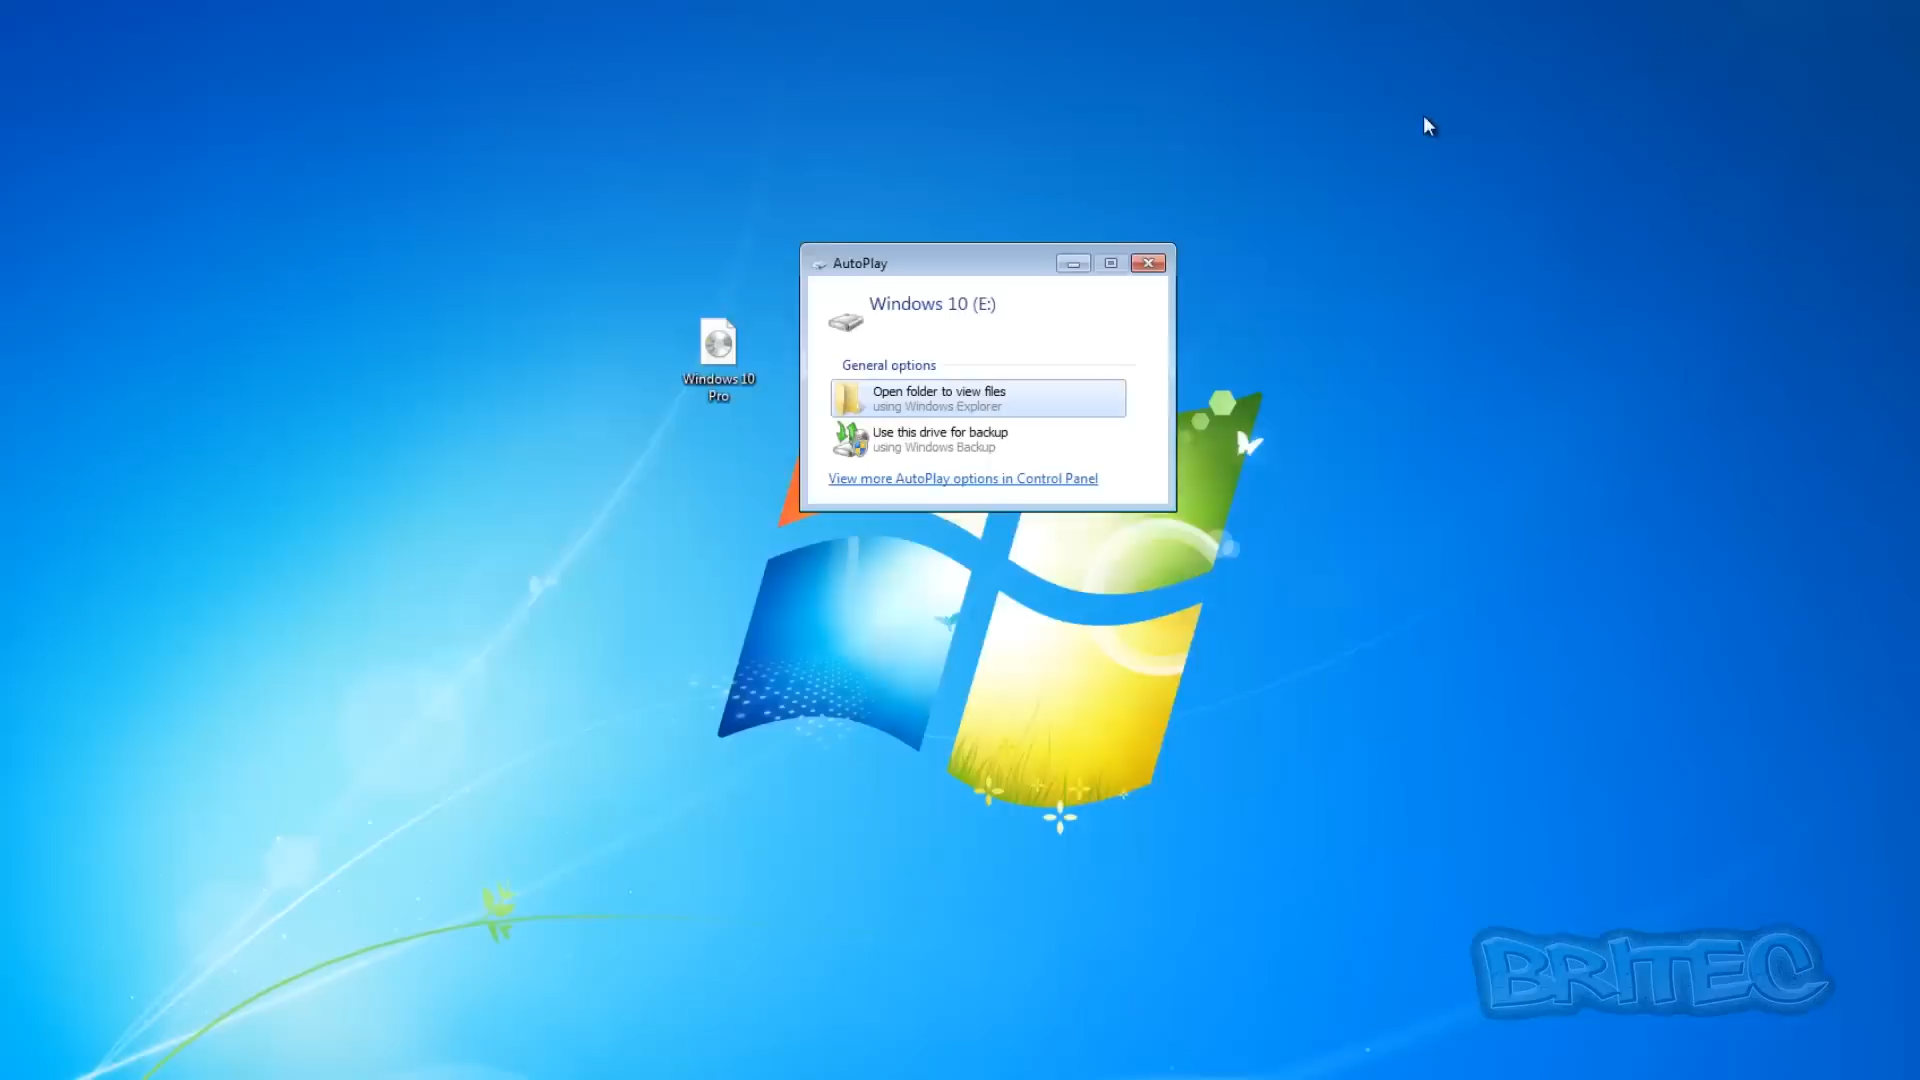 AutoPlay
Windows 10 (E:)
General options
Open folder to view files
using Windows Explorer
Use this drive for backup
using Windows Backup
View more AutoPlay options in Control Panel
Windows 10
Pro
BRITEC